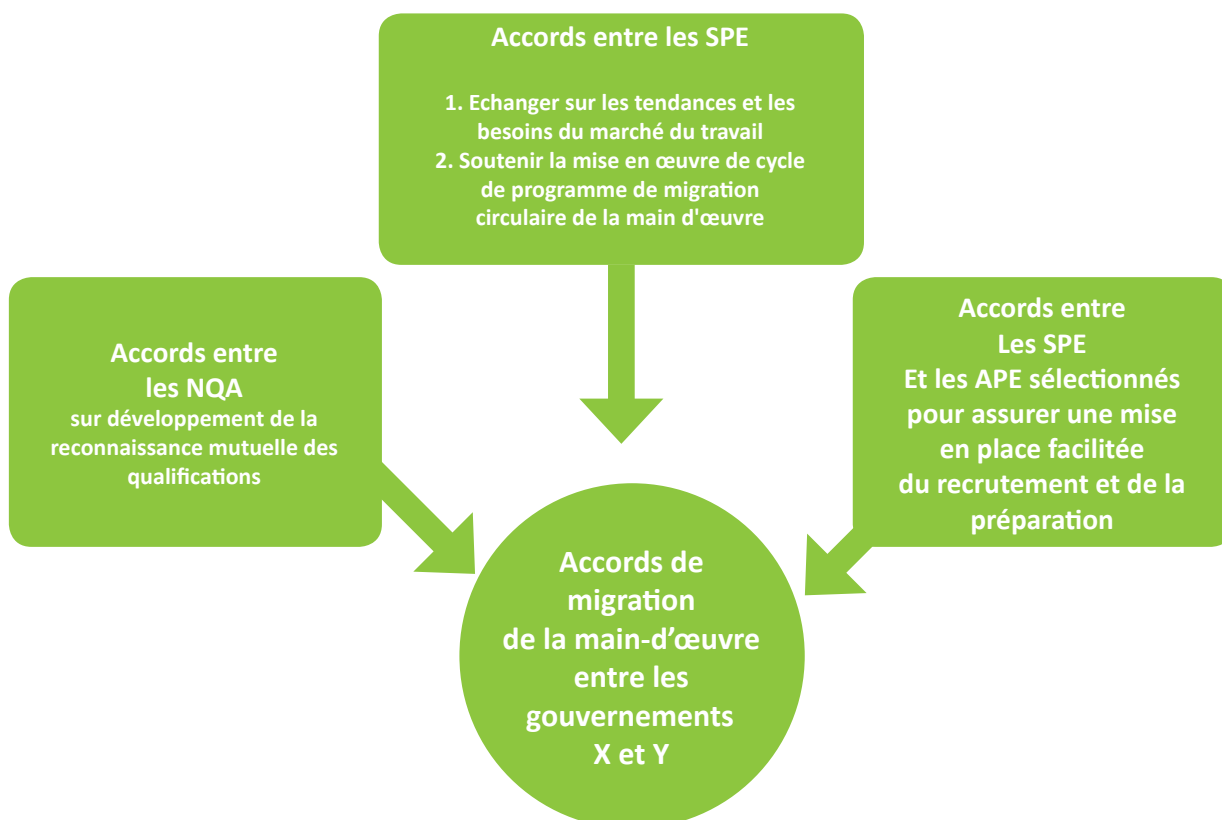 Accords entre les SPE
1. Echanger sur les tendances et les
besoins du marché du travail
2. Soutenir la mise en œuvre de cycle
de programme de migration
circulaire de la main d'œuvre
Accords entre
les NQA
sur développement de la
reconnaissance mutuelle des
qualifications
Accords entre
Les SPE
Et les APE sélectionnés
pour assurer une mise
en place facilitée
du recrutement et de la
préparation
Accords de
migration
de la main-d’œuvre
entre les
gouvernements
X et Y